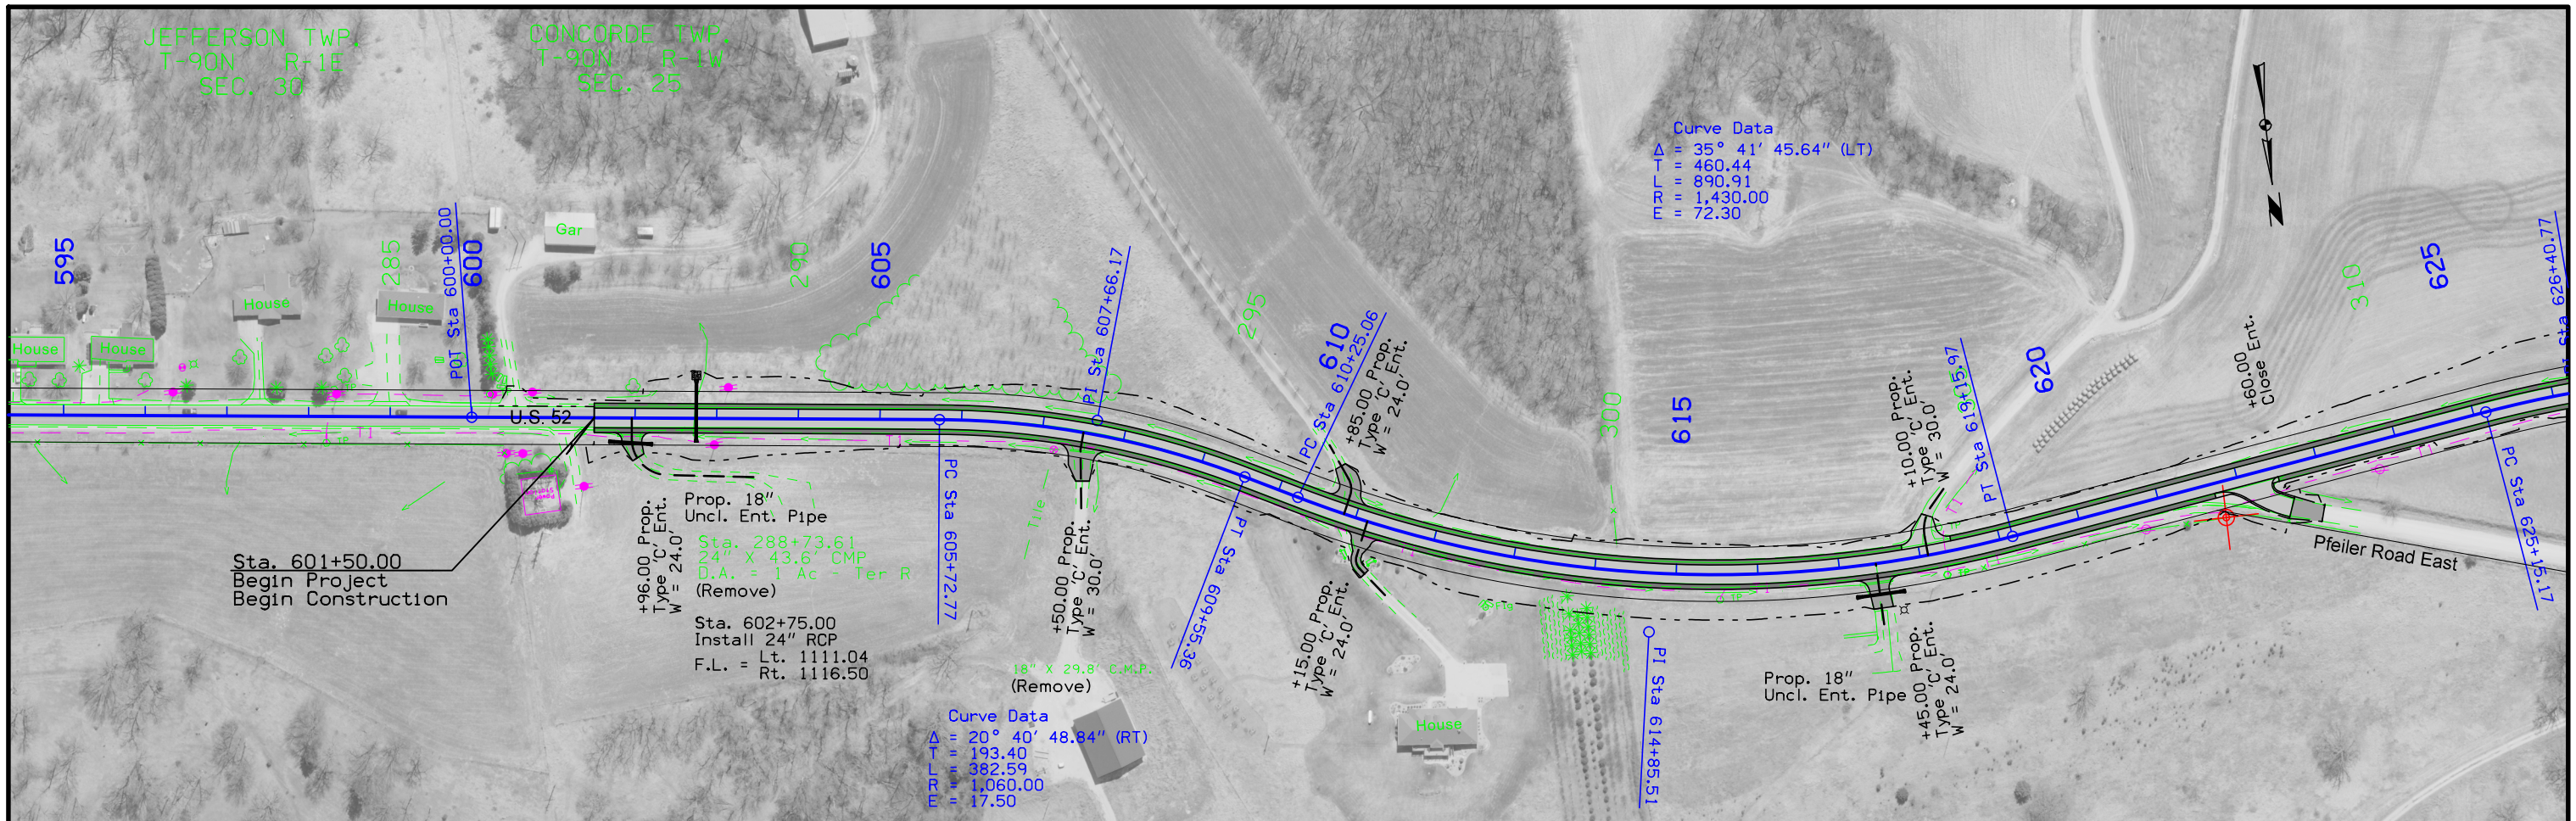 JEFFERSON TWP.
T-90N R-1E
SEC. 30
CONCORDE TWP.
T-90N R-1W
SEC. 25
Curve Data
Δ = 35° 41' 45.64" (LT)
T = 460.44
L = 890.91
R = 1,430.00
E = 72.30
595
285
POT Sta 600+00.00
600
Gar
290
605
PI Sta 607+66.17
295
610
PC Sta 610+25.06
+85.00 Prop.
Type 'C' Ent.
W = 24.0'
300
615
+10.00 Prop.
Type 'C' Ent.
W = 30.0'
PT Sta 619+15.97
620
+60.00
Close Ent.
310
625
PI Sta 626+40.77
House
House
House
House
U.S. 52
Sta. 601+50.00
Begin Project
Begin Construction
+96.00 Prop.
Type 'C' Ent.
W = 24.0'
Prop. 18"
Uncl. Ent. Pipe
Sta. 288+73.61
24" X 43.6' CMP
D.A. = 1 Ac - Ter R
(Remove)
Sta. 602+75.00
Install 24" RCP
F.L. = Lt. 1111.04
Rt. 1116.50
PC Sta 605+72.77
Tile
+50.00 Prop.
Type 'C' Ent.
W = 30.0'
18" X 29.8' C.M.P.
(Remove)
PT Sta 609+55.36
Curve Data
Δ = 20° 40' 48.84" (RT)
T = 193.40
L = 382.59
R = 1,060.00
E = 17.50
+15.00 Prop.
Type 'C' Ent.
W = 24.0'
House
PI Sta 614+85.51
Prop. 18"
Uncl. Ent. Pipe
+45.00 Prop.
Type 'C' Ent.
W = 24.0'
Pfeiler Road East
PC Sta 625+15.17